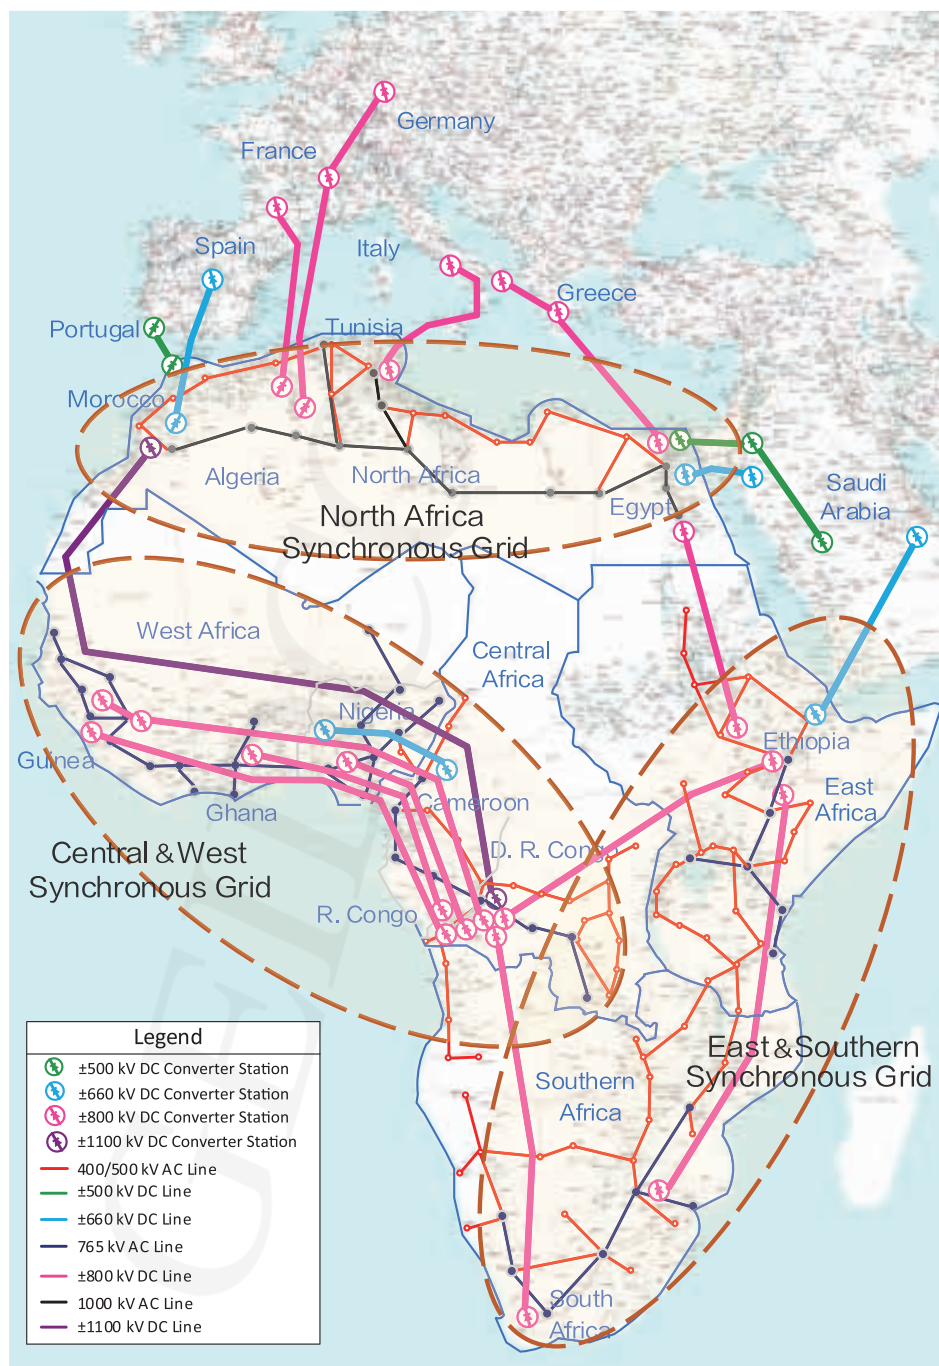 Germany
France
Spain
Italy
Greece
Portugal
Tunisia
Morocco
Algeria
North Africa
Saudi
Arabia
Egypt
North Africa
Synchronous Grid
West Africa
Central
Africa
Nigeria
Guinea
Ethiopia
Ghana
Cameroon
East
Africa
Central & West
Synchronous Grid
D. R. Congo
R. Congo
East & Southern
Synchronous Grid
Southern
Africa
South
Africa
Legend
±500 kV DC Converter Station
±660 kV DC Converter Station
±800 kV DC Converter Station
±1100 kV DC Converter Station
400/500 kV AC Line
±500 kV DC Line
±660 kV DC Line
765 kV AC Line
±800 kV DC Line
1000 kV AC Line
±1100 kV DC Line